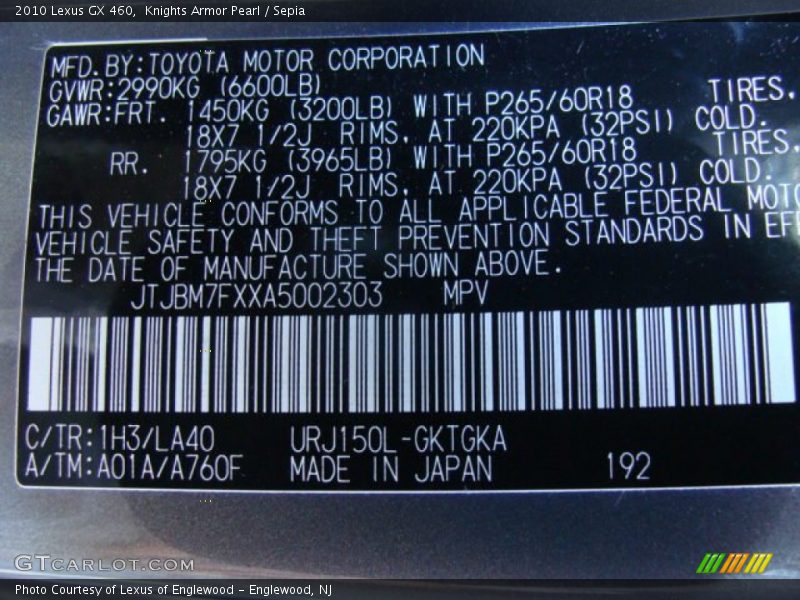 2010 Lexus GX 460, Knights Armor Pearl / Sepia
MFD.BY:TOYOTA MOTOR CORPORATION
GVWR:2990KG (6600LB)
GAWR:FRT. 1450KG (3200LB) WITH P265/60R18 TIRES.
18X7 1/2J RIMS. AT 220KPA (32PSI) COLD.
RR. 1795KG (3965LB) WITH P265/60R18 TIRES.
18X7 1/2J RIMS. AT 220KPA (32PSI) COLD.
THIS VEHICLE CONFORMS TO ALL APPLICABLE FEDERAL MOTO
VEHICLE SAFETY AND THEFT PREVENTION STANDARDS IN EFF
THE DATE OF MANUFACTURE SHOWN ABOVE.
JTJBM7FXXA5002303 MPV
C/TR:1H3/LA40 URJ150L-GKTGKA
A/TM:A01A/A760F MADE IN JAPAN 192
GTCARLOT.COM
Photo Courtesy of Lexus of Englewood - Englewood, NJ